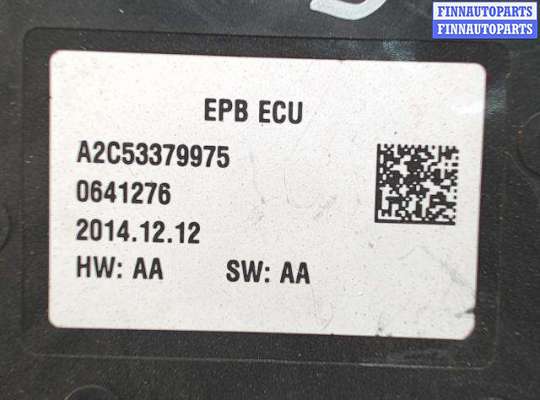 FINNAUTOPARTS
FINNAUTOPARTS
EPB ECU
A2C53379975
0641276
2014.12.12
HW: AA SW: AA